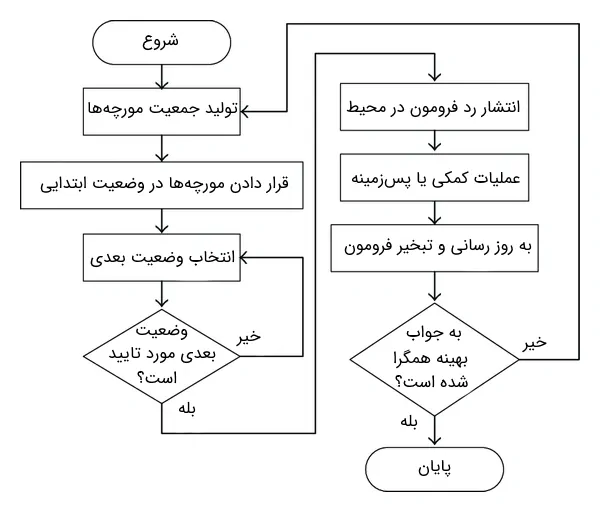 شروع
تولید جمعیت مورچه‌ها
قرار دادن مورچه‌ها در وضعیت ابتدایی
انتخاب وضعیت بعدی
وضعیت
بعدی مورد تایید
است؟
خیر
بله
انتشار رد فرومون در محیط
عملیات کمکی یا پس‌زمینه
به روز رسانی و تبخیر فرومون
به جواب
بهینه همگرا
شده است؟
خیر
بله
پایان